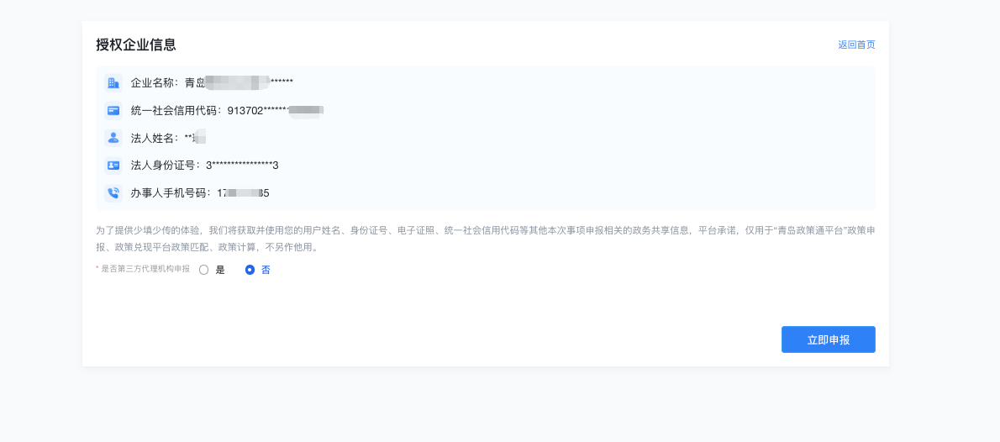 授权企业信息
返回首页
企业名称：青岛******
统一社会信用代码：913702******
法人姓名：**
法人身份证号：3****************3
办事人手机号码：1735
为了提供少填少传的体验，我们将获取并使用您的用户姓名、身份证号、电子证照、统一社会信用代码等其他本次事项申报相关的政务共享信息，平台承诺，仅用于“青岛政策通平台”政策申
报、政策兑现平台政策匹配、政策计算，不另作他用。
* 是否第三方代理机构申报 是 否
立即申报